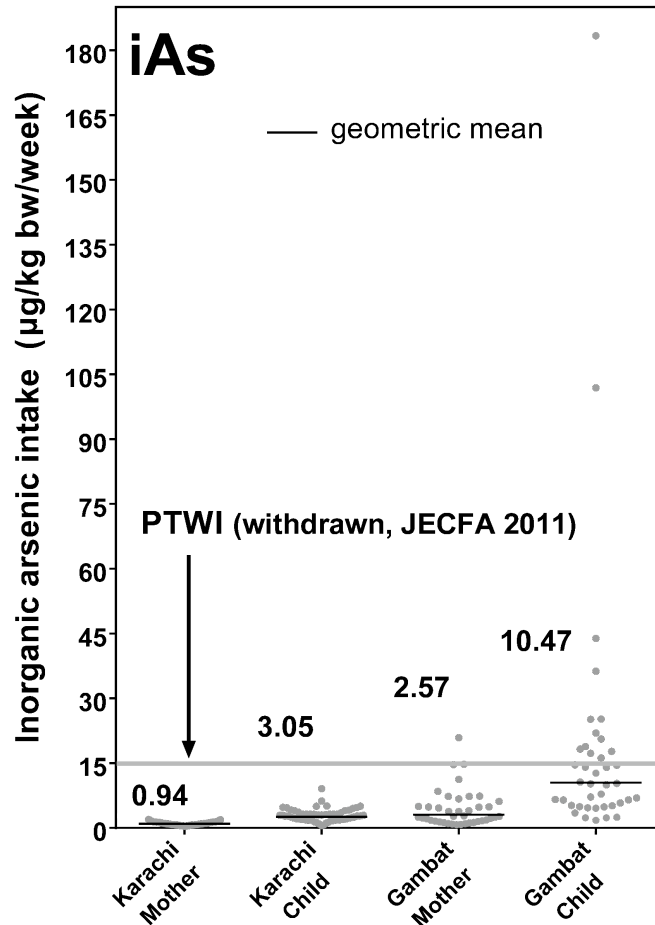 iAs
geometric mean
Inorganic arsenic intake (µg/kg bw/week)
180
165
150
135
120
105
90
75
60
45
30
15
0
PTWI (withdrawn, JECFA 2011)
0.94
3.05
2.57
10.47
Karachi
Mother
Karachi
Child
Gambat
Mother
Gambat
Child